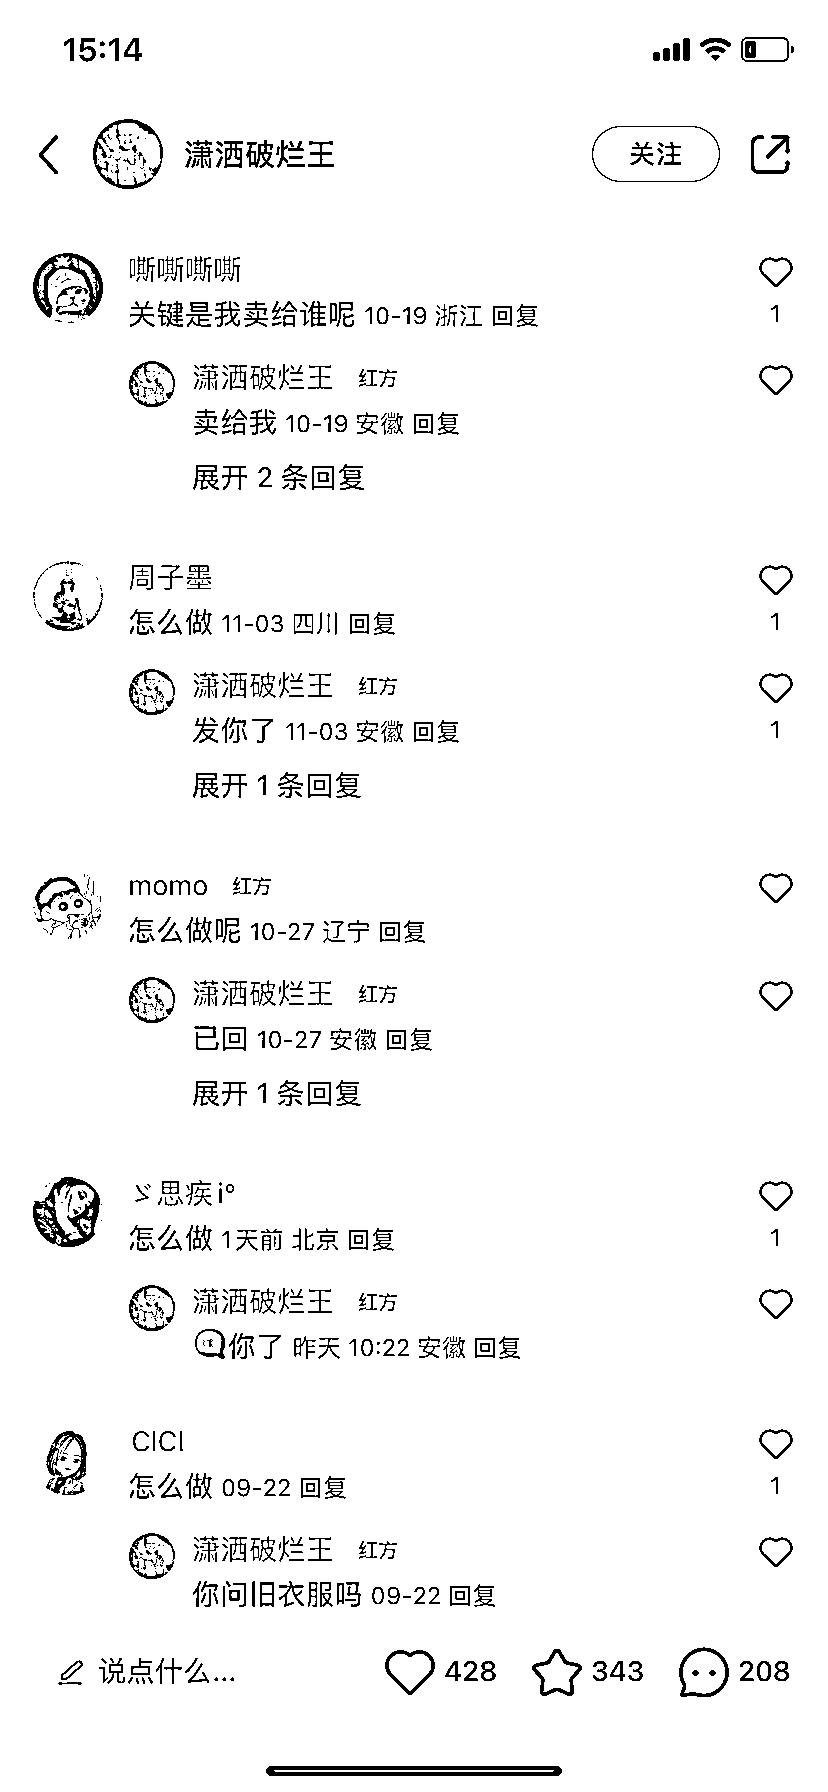 15:14
潇洒破烂王
关注
嘶嘶嘶嘶
关键是我卖给谁呢 10-19 浙江 回复
1
潇洒破烂王 红方
卖给我 10-19 安徽 回复
展开 2 条回复
周子墨
怎么做 11-03 四川 回复
1
潇洒破烂王 红方
发你了 11-03 安徽 回复
1
展开 1 条回复
momo 红方
怎么做呢 10-27 辽宁 回复
潇洒破烂王 红方
已回 10-27 安徽 回复
展开 1 条回复
ゞ思疾i°
怎么做 1天前 北京 回复
1
潇洒破烂王 红方
你了 昨天 10:22 安徽 回复
CICI
怎么做 09-22 回复
1
潇洒破烂王 红方
你问旧衣服吗 09-22 回复
说点什么... 428 343 208